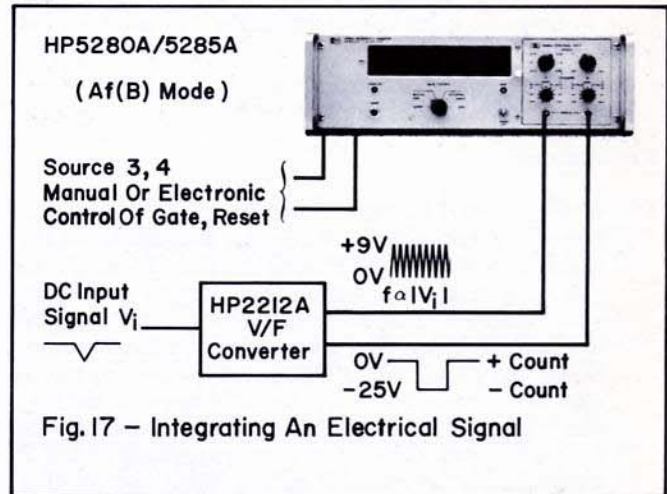 HP5280A/5285A
(Af(B) Mode)
Source 3, 4
Manual Or Electronic
Control Of Gate, Reset
+9V
0V
f α |Vi|
DC Input
Signal Vi
HP2212A
V/F
Converter
0V
+ Count
-25V
- Count
Fig. 17 – Integrating An Electrical Signal